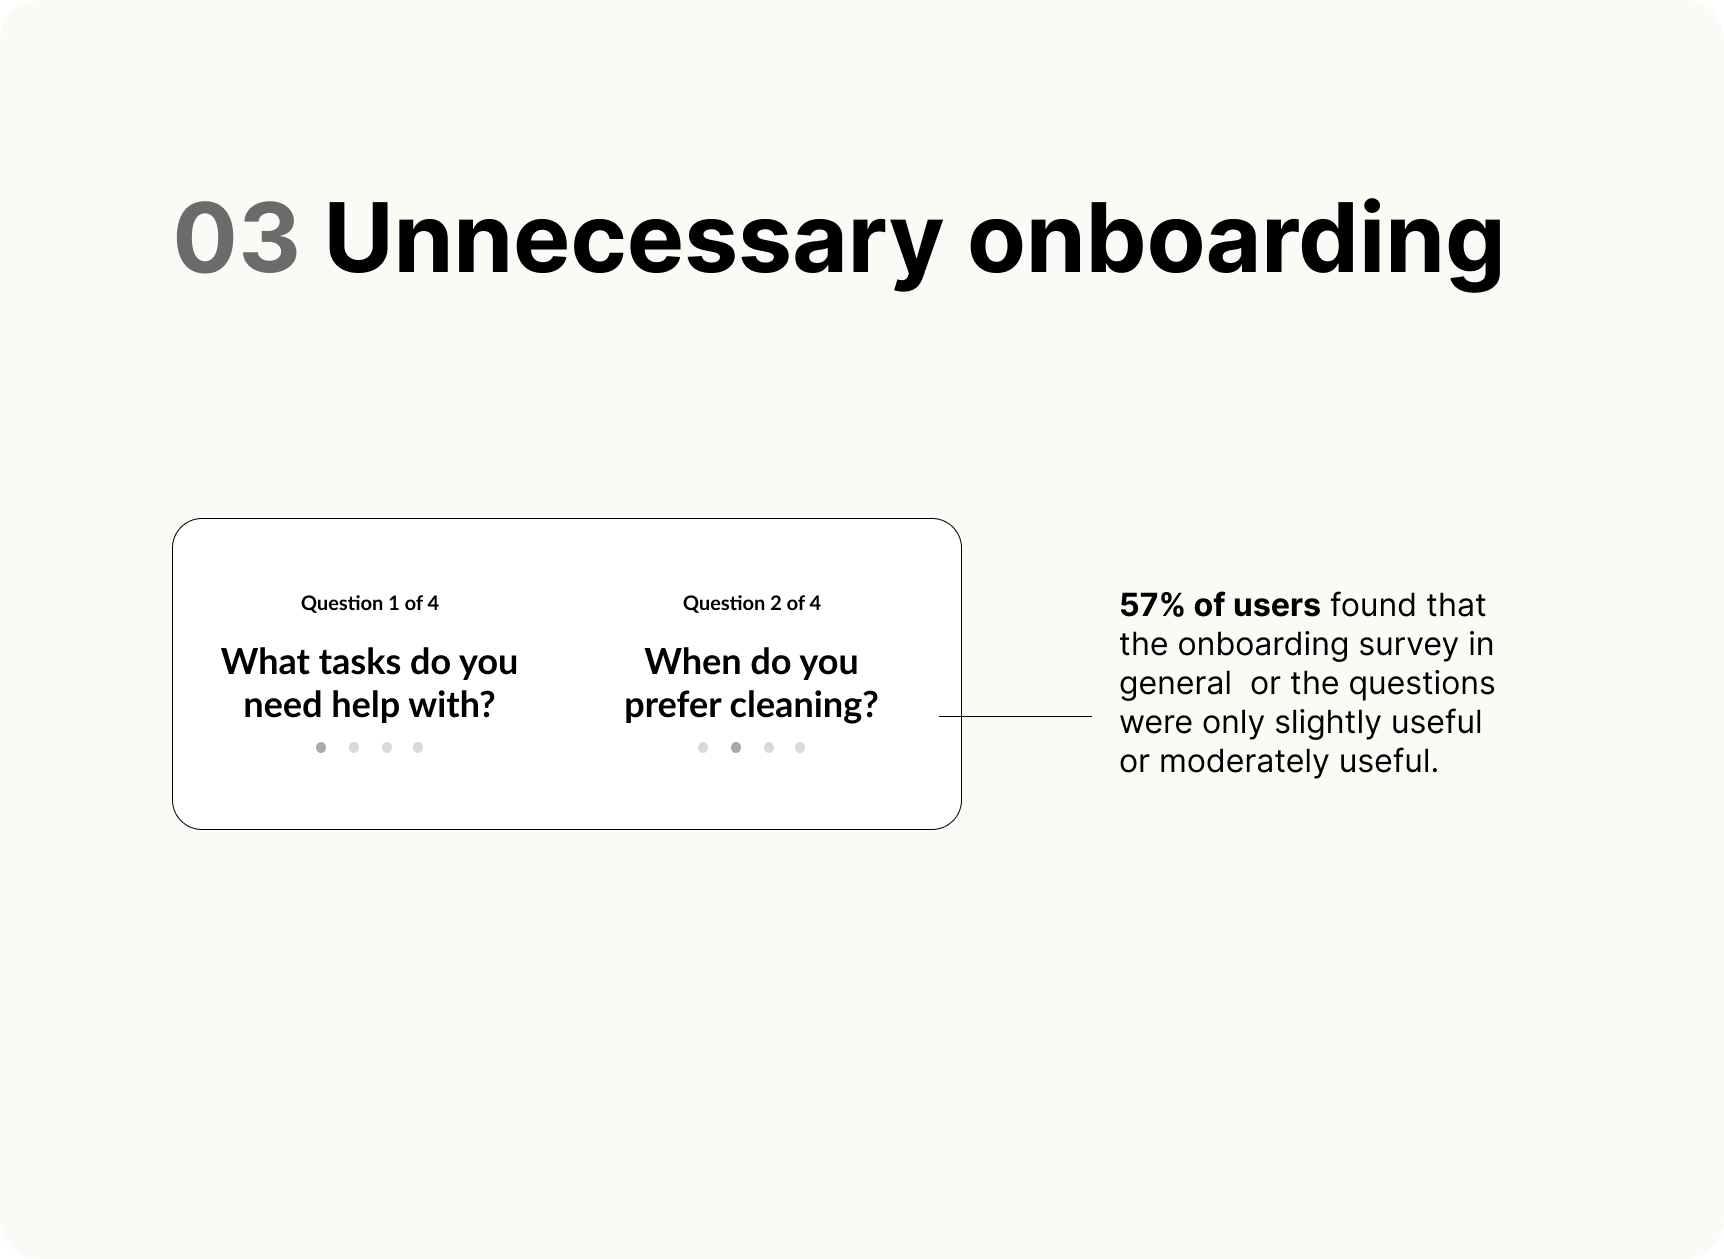 03 Unnecessary onboarding
Question 1 of 4
What tasks do you
need help with?
Question 2 of 4
When do you
prefer cleaning?
57% of users found that
the onboarding survey in
general  or the questions
were only slightly useful
or moderately useful.